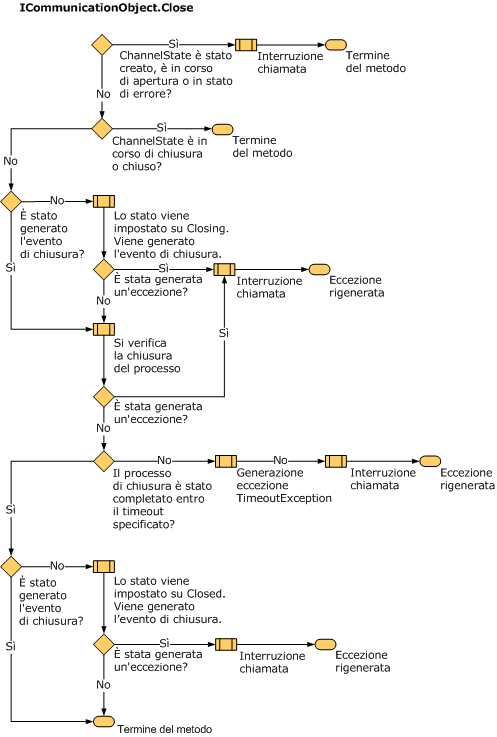 ICommunicationObject.Close
Sì
ChannelState è stato
creato, è in corso
di apertura o in stato
di errore?
Interruzione
chiamata
Termine
del metodo
No
Sì
ChannelState è in
corso di chiusura
o chiuso?
Termine
del metodo
No
No
È stato
generato
l'evento
di chiusura?
Lo stato viene
impostato su Closing.
Viene generato
l'evento di chiusura.
Sì
Sì
È stata generata
un'eccezione?
Interruzione
chiamata
Eccezione
rigenerata
No
Si verifica
la chiusura
del processo
Sì
È stata generata
un'eccezione?
No
No
Il processo
di chiusura è stato
completato entro
il timeout
specificato?
Generazione
eccezione
TimeoutException
No
Interruzione
chiamata
Eccezione
rigenerata
Sì
No
È stato
generato
l'evento
di chiusura?
Lo stato viene
impostato su Closed.
Viene generato
l'evento di chiusura.
Sì
Sì
È stata generata
un'eccezione?
Interruzione
chiamata
Eccezione
rigenerata
No
Termine del metodo